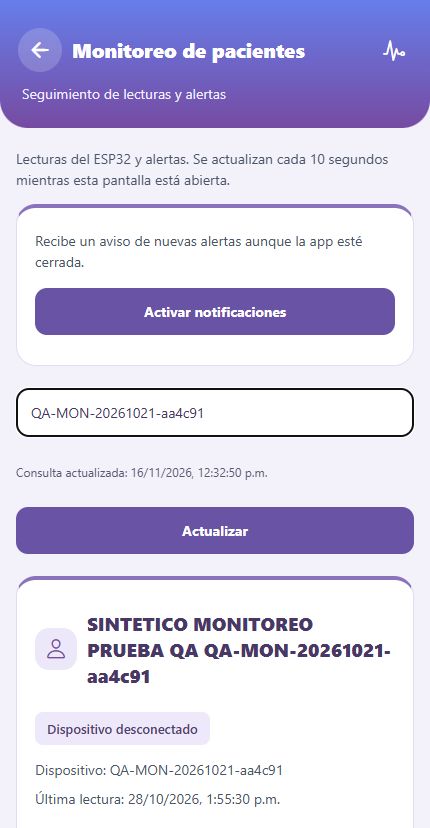 Monitoreo de pacientes
Seguimiento de lecturas y alertas
Lecturas del ESP32 y alertas. Se actualizan cada 10 segundos
mientras esta pantalla está abierta.
Recibe un aviso de nuevas alertas aunque la app esté
cerrada.
Activar notificaciones
QA-MON-20261021-aa4c91
Consulta actualizada: 16/11/2026, 12:32:50 p.m.
Actualizar
SINTETICO MONITOREO
PRUEBA QA QA-MON-20261021-
aa4c91
Dispositivo desconectado
Dispositivo: QA-MON-20261021-aa4c91
Última lectura: 28/10/2026, 1:55:30 p.m.